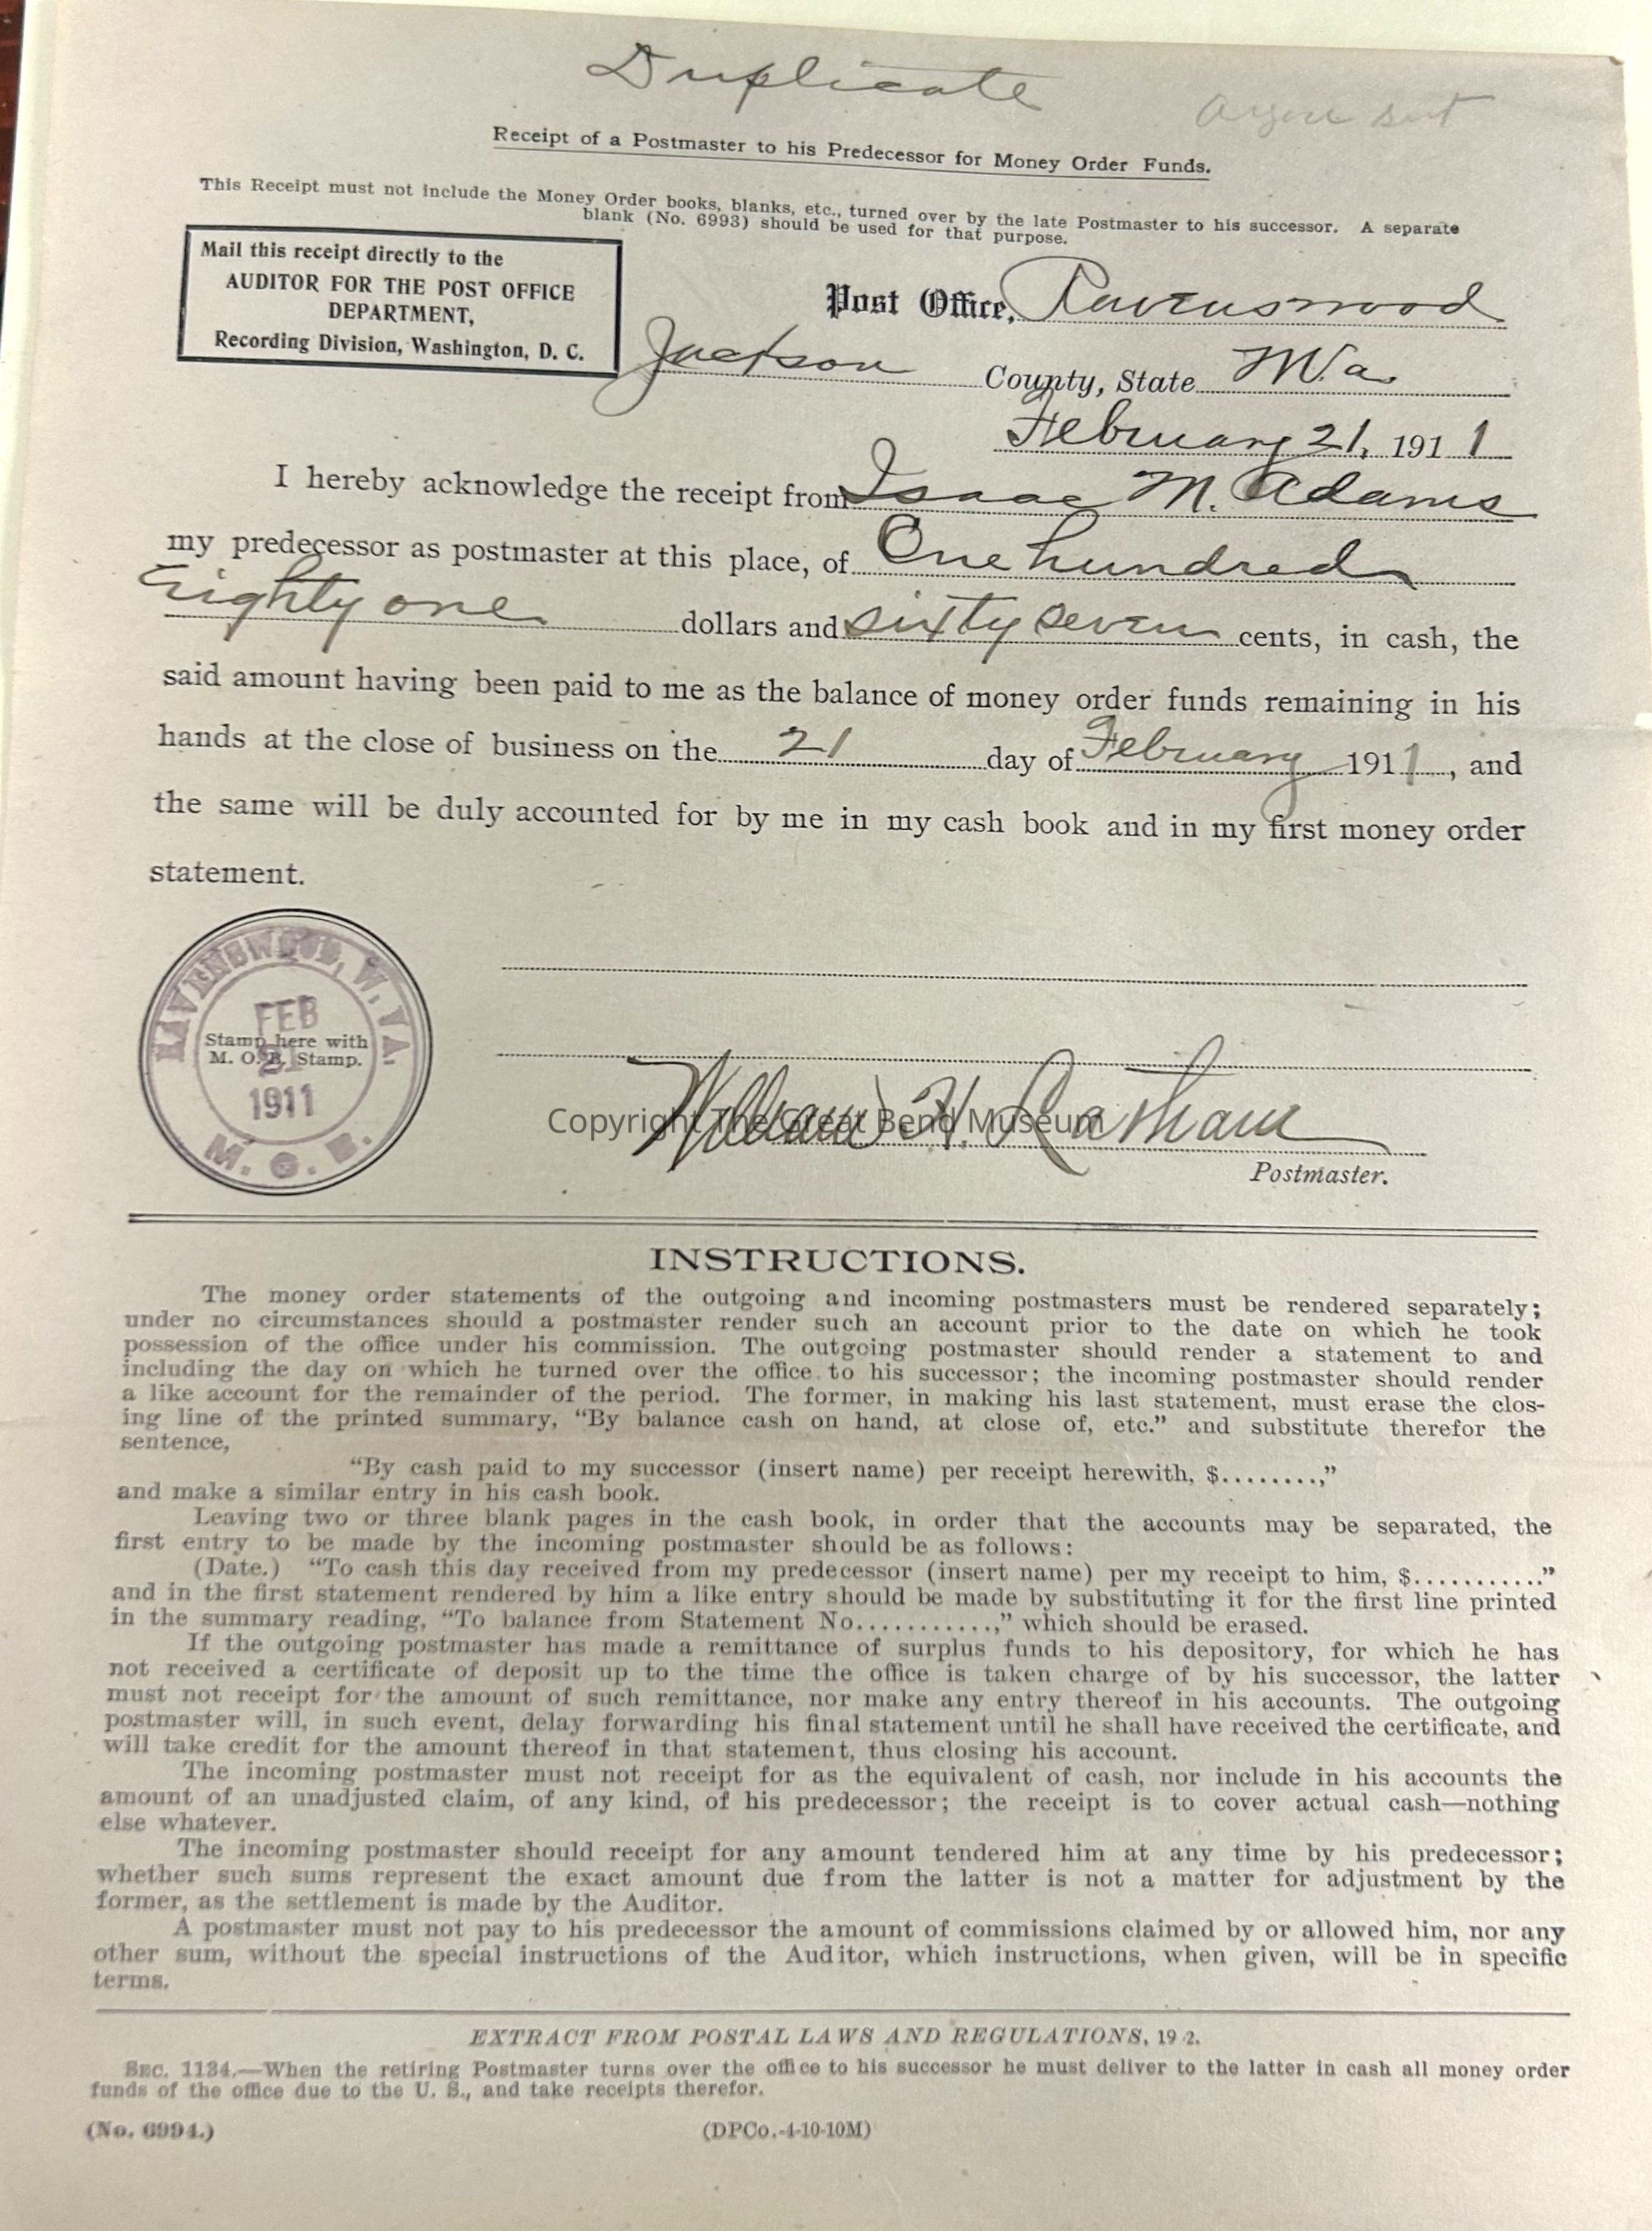 Duplicate
sent
Receipt of a Postmaster to his Predecessor for Money Order Funds.
This Receipt must not include the Money Order books, blanks, etc., turned over by the late Postmaster to his successor. A separate
blank (No. 6993) should be used for that purpose.
Mail this receipt directly to the
AUDITOR FOR THE POST OFFICE
DEPARTMENT,
Recording Division, Washington, D. C.
Post Office, Ravenswood
Jackson County, State W.Va.
February 21, 191 1
I hereby acknowledge the receipt from Isaac M. Adams
my predecessor as postmaster at this place, of One hundred
Eighty one dollars and sixty seven cents, in cash, the
said amount having been paid to me as the balance of money order funds remaining in his
hands at the close of business on the 21 day of February 191 1, and
the same will be duly accounted for by me in my cash book and in my first money order
statement.
RAVENSWOOD, W. VA.
FEB
Stamp here with
M. O. B. Stamp.
21
1911
M. O. B.
William H. Ratham
Copyright The Great Bend Museum
Postmaster.
INSTRUCTIONS.
The money order statements of the outgoing and incoming postmasters must be rendered separately;
under no circumstances should a postmaster render such an account prior to the date on which he took
possession of the office under his commission. The outgoing postmaster should render a statement to and
including the day on which he turned over the office to his successor; the incoming postmaster should render
a like account for the remainder of the period. The former, in making his last statement, must erase the clos-
ing line of the printed summary, “By balance cash on hand, at close of, etc.” and substitute therefor the
sentence,
“By cash paid to my successor (insert name) per receipt herewith, $........,”
and make a similar entry in his cash book.
Leaving two or three blank pages in the cash book, in order that the accounts may be separated, the
first entry to be made by the incoming postmaster should be as follows:
(Date.) “To cash this day received from my predecessor (insert name) per my receipt to him, $...........”
and in the first statement rendered by him a like entry should be made by substituting it for the first line printed
in the summary reading, “To balance from Statement No...........,” which should be erased.
If the outgoing postmaster has made a remittance of surplus funds to his depository, for which he has
not received a certificate of deposit up to the time the office is taken charge of by his successor, the latter
must not receipt for the amount of such remittance, nor make any entry thereof in his accounts. The outgoing
postmaster will, in such event, delay forwarding his final statement until he shall have received the certificate, and
will take credit for the amount thereof in that statement, thus closing his account.
The incoming postmaster must not receipt for as the equivalent of cash, nor include in his accounts the
amount of an unadjusted claim, of any kind, of his predecessor; the receipt is to cover actual cash—nothing
else whatever.
The incoming postmaster should receipt for any amount tendered him at any time by his predecessor;
whether such sums represent the exact amount due from the latter is not a matter for adjustment by the
former, as the settlement is made by the Auditor.
A postmaster must not pay to his predecessor the amount of commissions claimed by or allowed him, nor any
other sum, without the special instructions of the Auditor, which instructions, when given, will be in specific
terms.
EXTRACT FROM POSTAL LAWS AND REGULATIONS, 19 2.
SEC. 1134.—When the retiring Postmaster turns over the office to his successor he must deliver to the latter in cash all money order
funds of the office due to the U. S., and take receipts therefor.
(No. 6994.)
(DPCo.-4-10-10M)